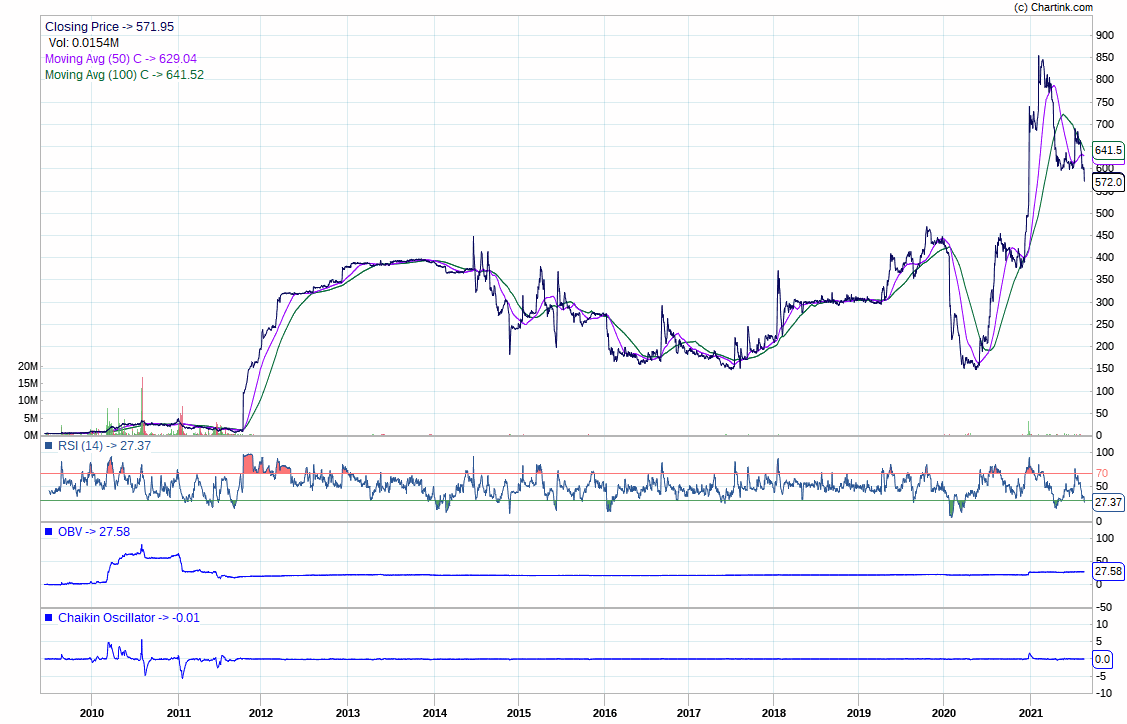 (c) Chartink.com
Closing Price -> 571.95
Vol: 0.0154M
Moving Avg (50) C -> 629.04
Moving Avg (100) C -> 641.52
900
850
800
750
700
641.5
600
572.0
550
500
450
400
350
300
250
200
150
100
50
0
20M
15M
10M
5M
0M
RSI (14) -> 27.37
100
70
50
27.37
0
OBV -> 27.58
100
50
27.58
0
-50
Chaikin Oscillator -> -0.01
10
5
0.0
-5
-10
2010 2011 2012 2013 2014 2015 2016 2017 2018 2019 2020 2021